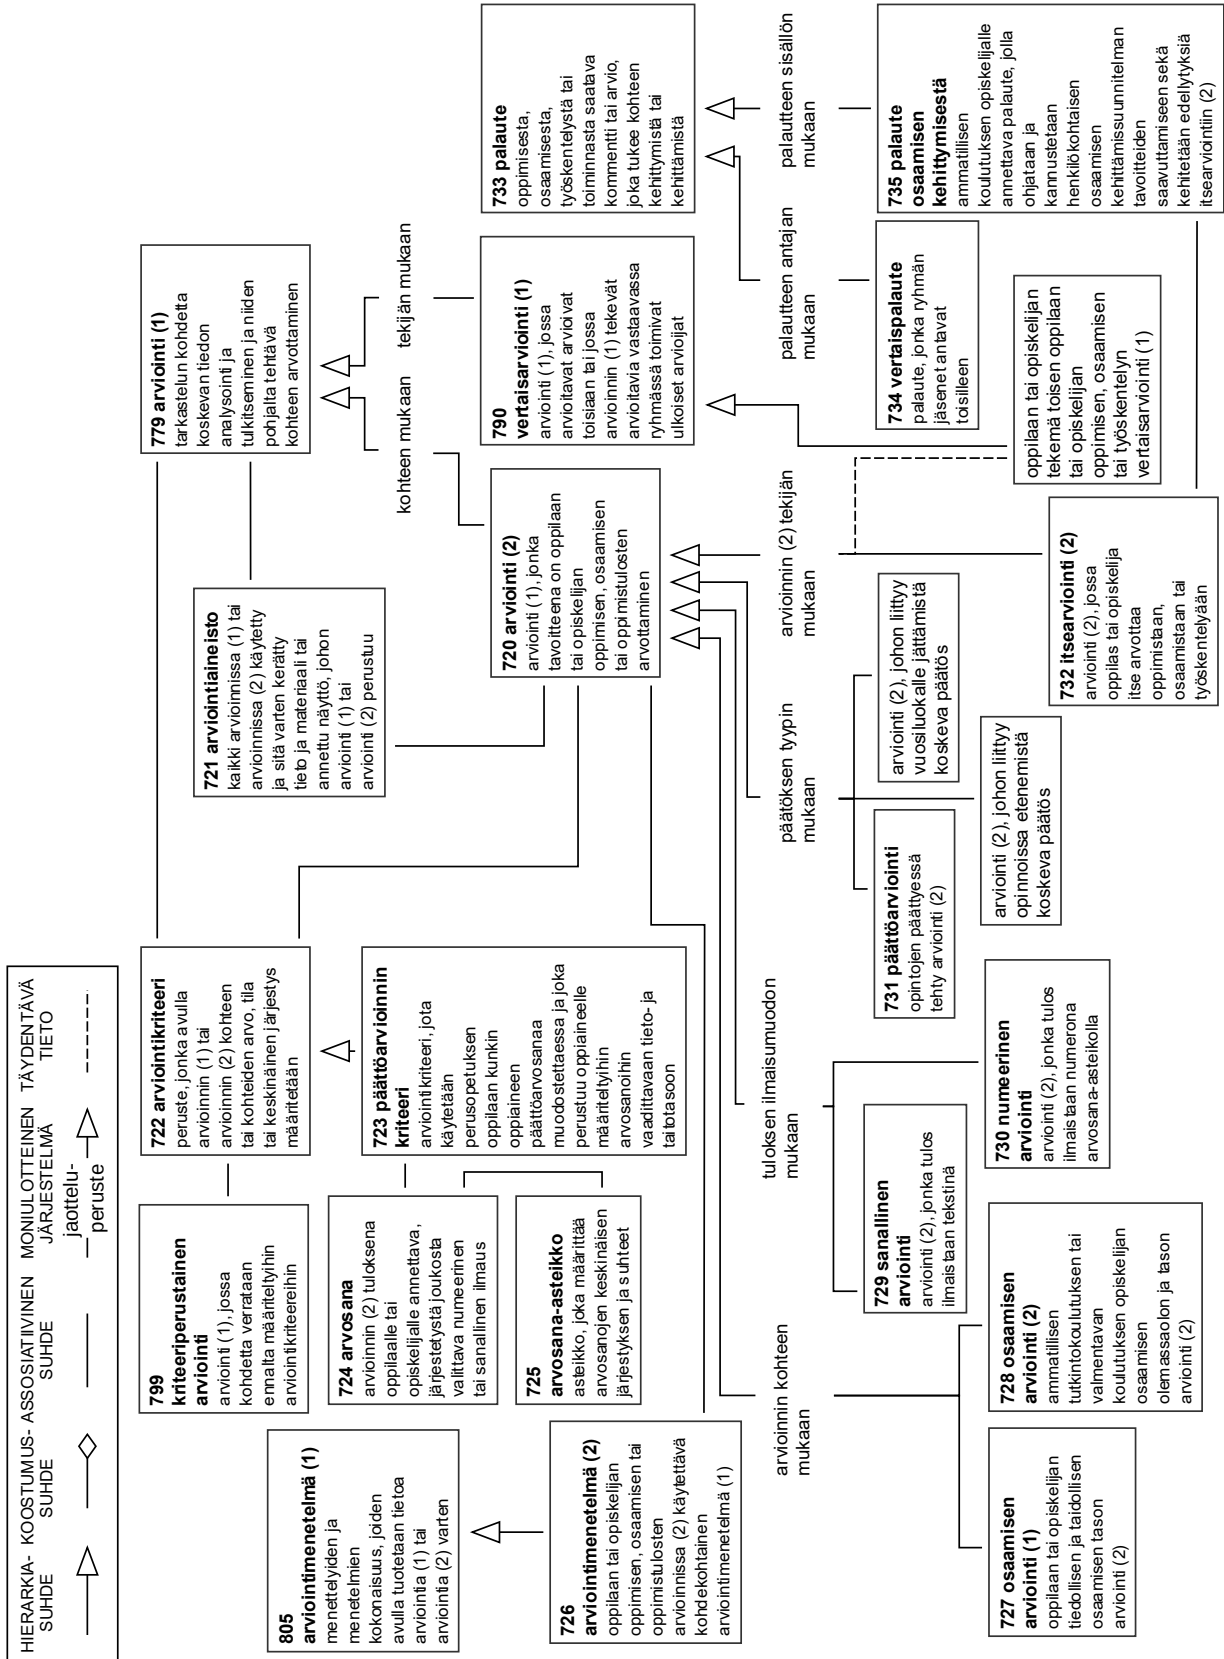 HIERARKIA-
SUHDE
KOOSTUMUS-
SUHDE
ASSOSIATIIVINEN
SUHDE
MONIULOTTEINEN
JÄRJESTELMÄ
TÄYDENTÄVÄ
TIETO
jaottelu-
peruste
805
arviointimenetelmä (1)
menettelyiden ja
menetelmien
kokonaisuus, joiden
avulla tuotetaan tietoa
arviointia (1) tai
arviointia (2) varten
799
kriteeriperustainen
arviointi
arviointi (1), jossa
kohdetta verrataan
ennalta määriteltyihin
arviointikriteereihin
722 arviointikriteeri
peruste, jonka avulla
arvioinnin (1) tai
arvioinnin (2) kohteen
tai kohteiden arvo, tila
tai keskinäinen järjestys
määritetään
721 arviointiaineisto
kaikki arvioinnissa (1) tai
arvioinnissa (2) käytetty
ja sitä varten kerätty
tieto ja materiaali tai
annettu näyttö, johon
arviointi (1) tai
arviointi (2) perustuu
779 arviointi (1)
tarkastelun kohdetta
koskevan tiedon
analysointi ja
tulkitseminen ja niiden
pohjalta tehtävä
kohteen arvottaminen
724 arvosana
arvioinnin (2) tuloksena
oppilaalle tai
opiskelijalle annettava,
järjestetystä joukosta
valittava numeerinen
tai sanallinen ilmaus
723 päättöarvioinnin
kriteeri
arviointikriteeri, jota
käytetään
perusopetuksen
oppilaan kunkin
oppiaineen
päättöarvosanaa
muodostettaessa ja joka
perustuu oppiaineelle
määriteltyihin
arvosanoihin
vaadittavaan tieto- ja
taitotasoon
kohteen mukaan
tekijän mukaan
725
arvosana-asteikko
asteikko, joka määrittää
arvosanojen keskinäisen
järjestyksen ja suhteet
726
arviointimenetelmä (2)
oppilaan tai opiskelijan
oppimisen, osaamisen tai
oppimistulosten
arvioinnissa (2) käytettävä
kohdekohtainen
arviointimenetelmä (1)
720 arviointi (2)
arviointi (1), jonka
tavoitteena on oppilaan
tai opiskelijan
oppimisen, osaamisen
tai oppimistulosten
arvottaminen
790
vertaisarviointi (1)
arviointi (1), jossa
arvioitavat arvioivat
toisiaan tai jossa
arvioinnin (1) tekevät
arvioitavia vastaavassa
ryhmässä toimivat
ulkoiset arvioijat
733 palaute
oppimisesta,
osaamisesta,
työskentelystä tai
toiminnasta saatava
kommentti tai arvio,
joka tukee kohteen
kehittymistä tai
kehittämistä
arvioinnin kohteen
mukaan
tuloksen ilmaisumuodon
mukaan
päätöksen tyypin
mukaan
arvioinnin (2) tekijän
mukaan
palautteen antajan
mukaan
palautteen sisällön
mukaan
727 osaamisen
arviointi (1)
oppilaan tai opiskelijan
tiedollisen ja taidollisen
osaamisen tason
arviointi (2)
728 osaamisen
arviointi (2)
ammatillisen
tutkintokoulutuksen tai
valmentavan
koulutuksen opiskelijan
osaamisen
olemassaolon ja tason
arviointi (2)
729 sanallinen
arviointi
arviointi (2), jonka tulos
ilmaistaan tekstinä
730 numeerinen
arviointi
arviointi (2), jonka tulos
ilmaistaan numerona
arvosana-asteikolla
731 päättöarviointi
opintojen päättyessä
tehty arviointi (2)
arviointi (2), johon liittyy
opinnoissa etenemistä
koskeva päätös
arviointi (2), johon liittyy
vuosiluokalle jättämistä
koskeva päätös
732 itsearviointi (2)
arviointi (2), jossa
oppilas tai opiskelija
itse arvottaa
oppimistaan,
osaamistaan tai
työskentelyään
oppilaan tai opiskelijan
tekemä toisen oppilaan
tai opiskelijan
oppimisen, osaamisen
tai työskentelyn
vertaisarviointi (1)
734 vertaispalaute
palaute, jonka ryhmän
jäsenet antavat
toisilleen
735 palaute
osaamisen
kehittymisestä
ammatillisen
koulutuksen opiskelijalle
annettava palaute, jolla
ohjataan ja
kannustetaan
henkilökohtaisen
osaamisen
kehittämissuunnitelman
tavoitteiden
saavuttamiseen sekä
kehitetään edellytyksiä
itsearviointiin (2)